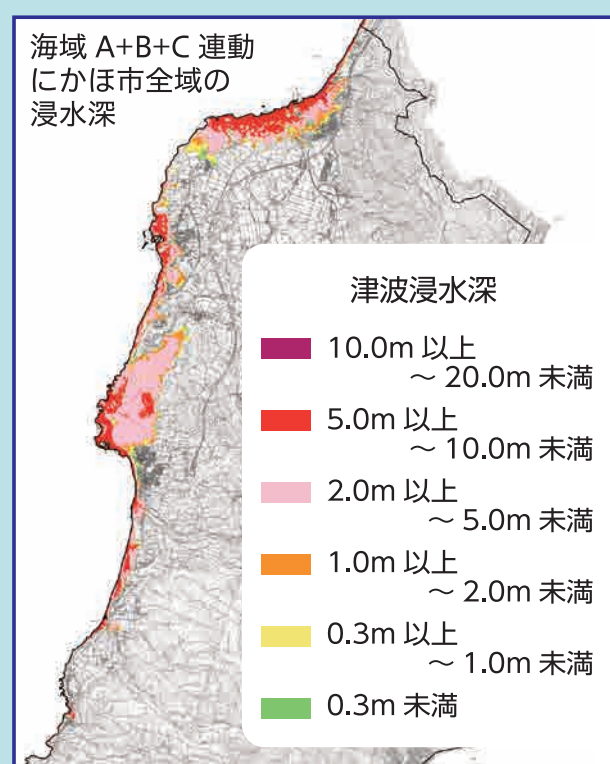 海域 A+B+C 連動
にかほ市全域の
浸水深
津波浸水深
10.0m 以上
～ 20.0m 未満
5.0m 以上
～ 10.0m 未満
2.0m 以上
～ 5.0m 未満
1.0m 以上
～ 2.0m 未満
0.3m 以上
～ 1.0m 未満
0.3m 未満